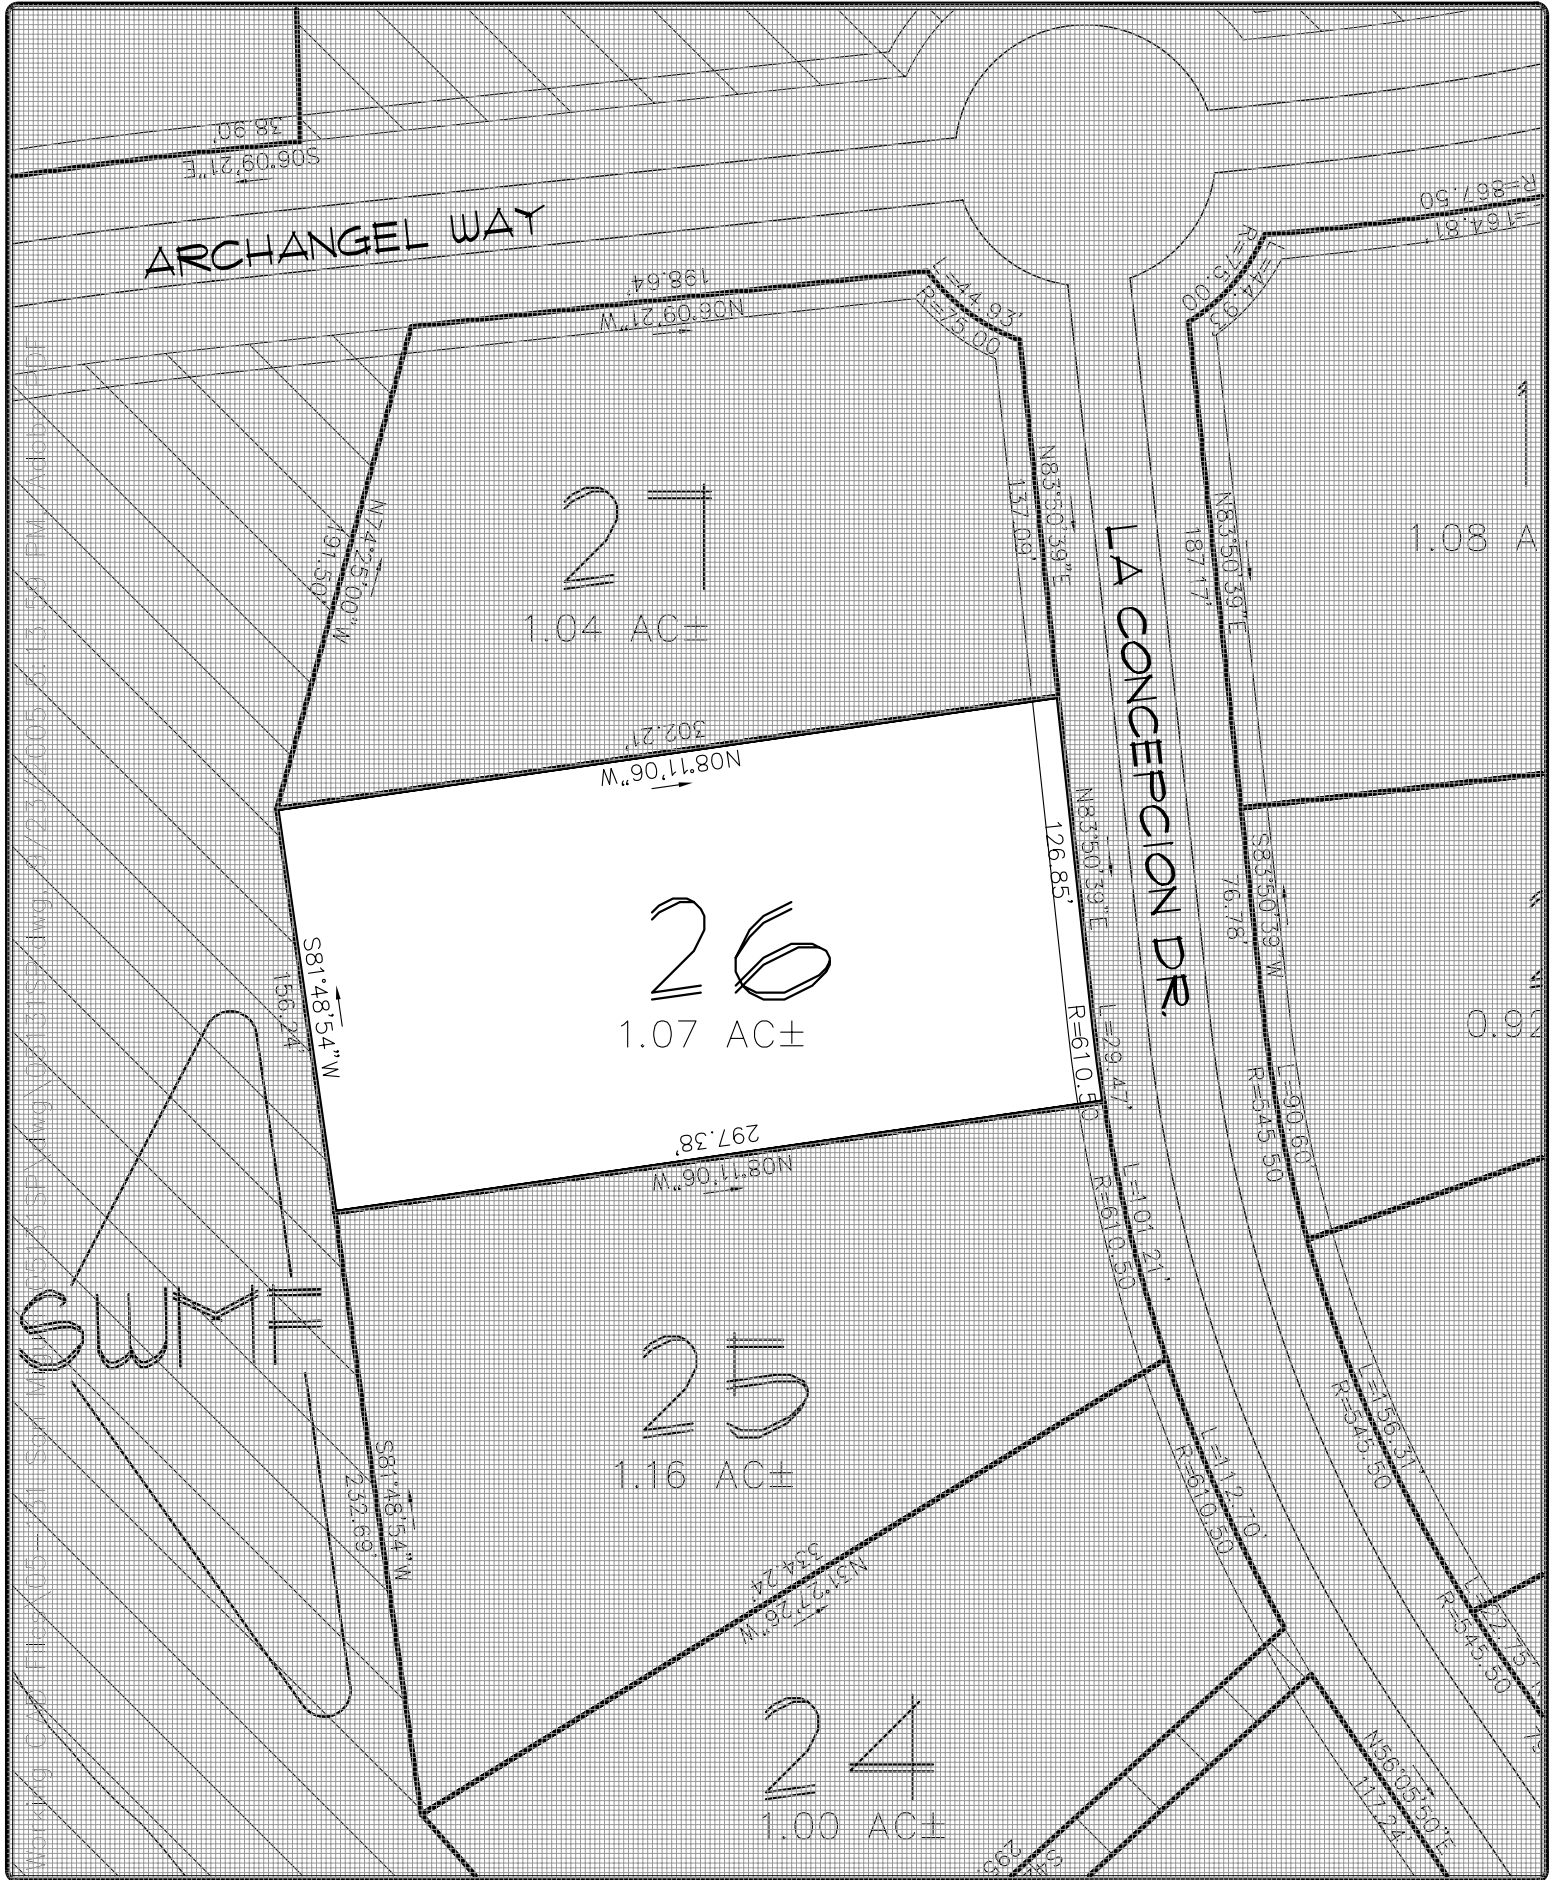 38.90'
S06°09'21"E
R=867.50
L=164.81'
ARCHANGEL WAY
198.64'
N06°09'21"W
L=44.93'
R=75.00
R=75.00
L=44.93'
N74°25'00"W
191.50'
27
1.04 AC±
N83°50'39"E
137.09'
LA CONCEPCION DR.
N83°50'39"E
187.17'
1
1.08 A
302.21'
N08°11'06"W
N83°50'39"E
126.85'
S83°50'39"W
76.78'
26
1.07 AC±
S81°48'54"W
156.24'
L=29.47'
R=610.50
L=90.60'
R=545.50
0.92
297.38'
N08°11'06"W
L=101.21'
R=610.50
SWMF
25
1.16 AC±
S81°48'54"W
232.69'
L=156.31'
R=545.50
L=112.70'
R=610.50
334.24'
N31°27'26"W
L=22.75'
R=545.50
24
1.00 AC±
N56°05'50"E
117.24'
295.